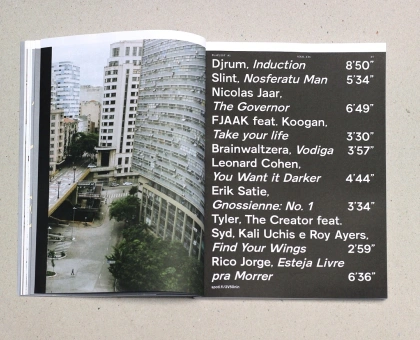 Djrum, Induction 8'50"
Slint, Nosferatu Man 5'34"
Nicolas Jaar,
The Governor 6'49"
FJAAK feat. Koogan,
Take your life 3'30"
Brainwaltzera, Vodiga 3'57"
Leonard Cohen,
You Want it Darker 4'44"
Erik Satie,
Gnossienne: No. 1 3'34"
Tyler, The Creator feat.
Syd, Kali Uchis e Roy Ayers,
Find Your Wings 2'59"
Rico Jorge, Esteja Livre
pra Morrer 6'36"